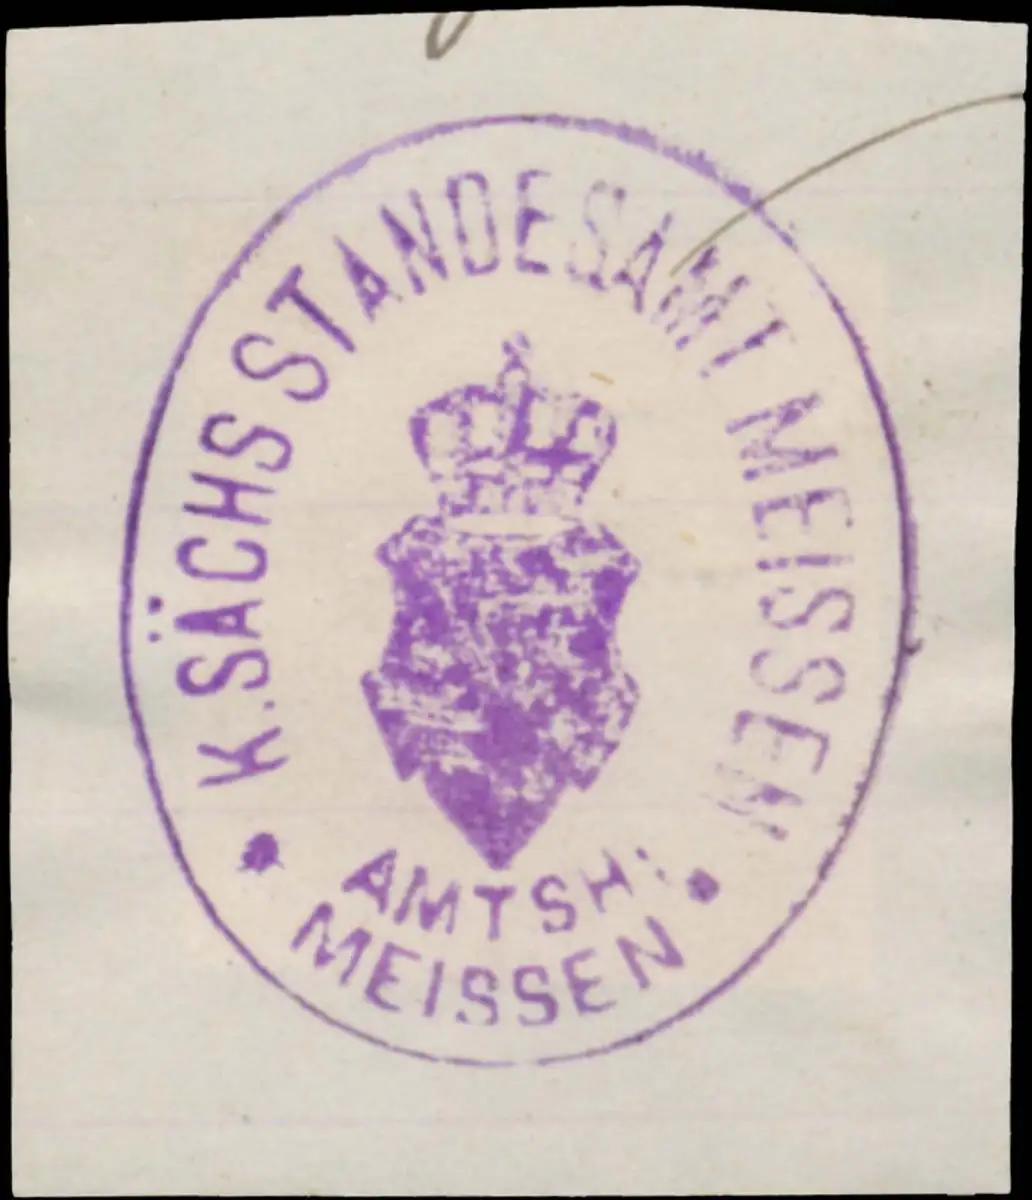 K. SÄCHS STANDESAMT MEISSEN
AMTSH:
MEISSEN